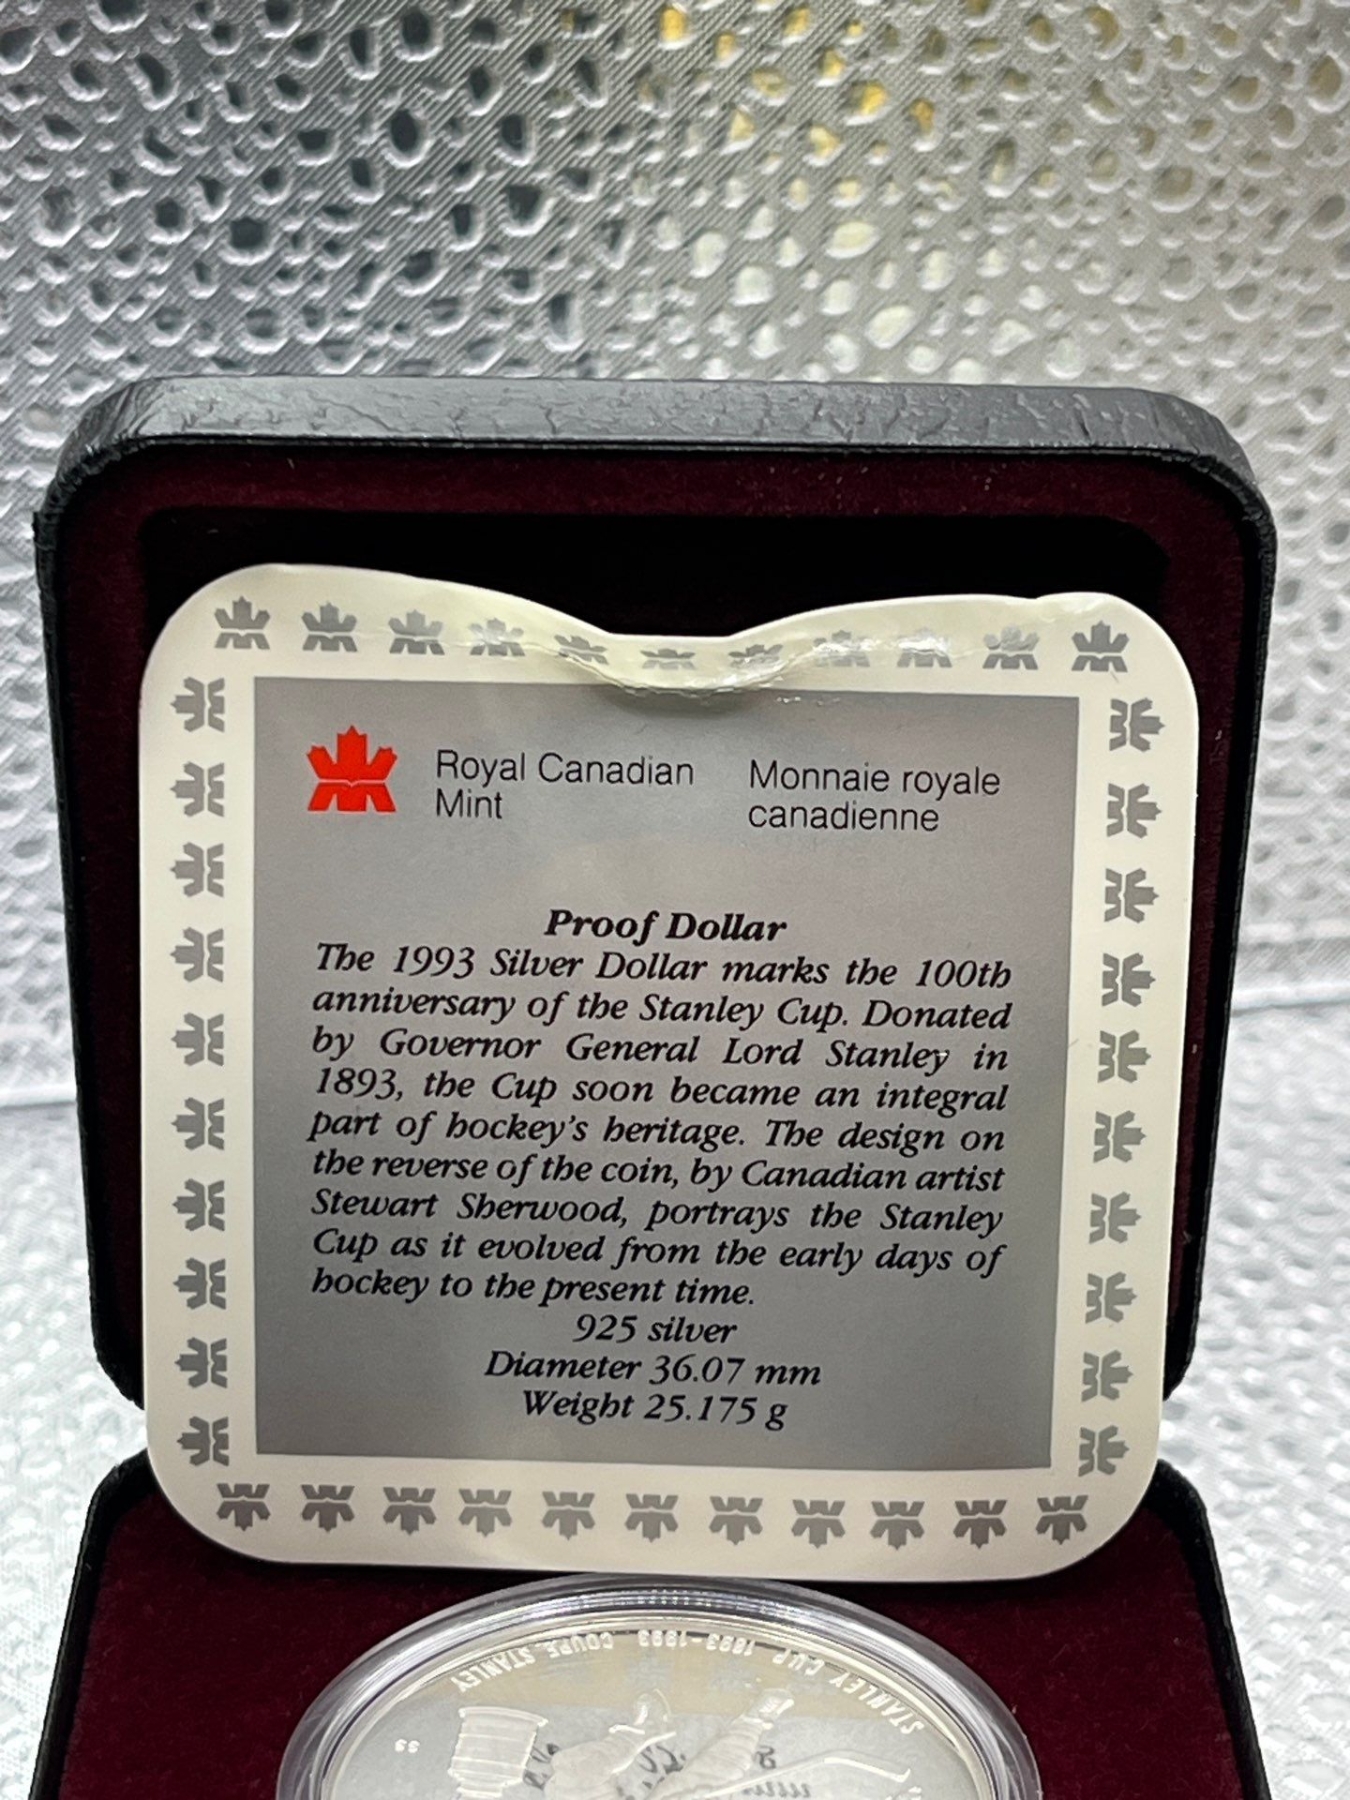 Royal Canadian
Mint
Monnaie royale
canadienne
Proof Dollar
The 1993 Silver Dollar marks the 100th
anniversary of the Stanley Cup. Donated
by Governor General Lord Stanley in
1893, the Cup soon became an integral
part of hockey's heritage. The design on
the reverse of the coin, by Canadian artist
Stewart Sherwood, portrays the Stanley
Cup as it evolved from the early days of
hockey to the present time.
925 silver
Diameter 36.07 mm
Weight 25.175 g
STANLEY CUP 1893-1993 COUPE STANLEY
SS